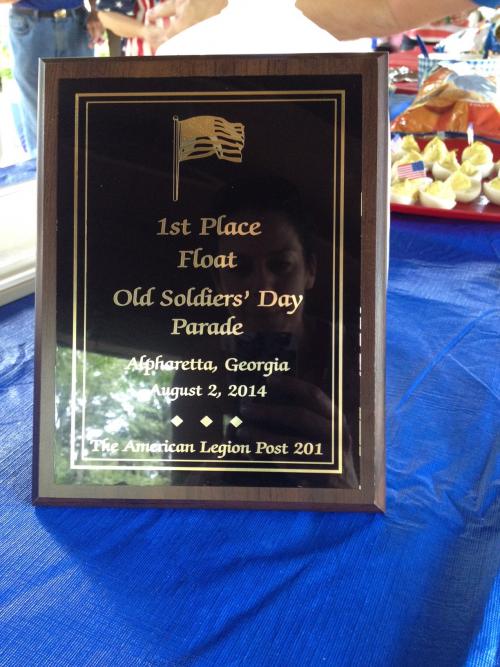 1st Place
Float
Old Soldiers' Day
Parade
Alpharetta, Georgia
August 2, 2014
The American Legion Post 201